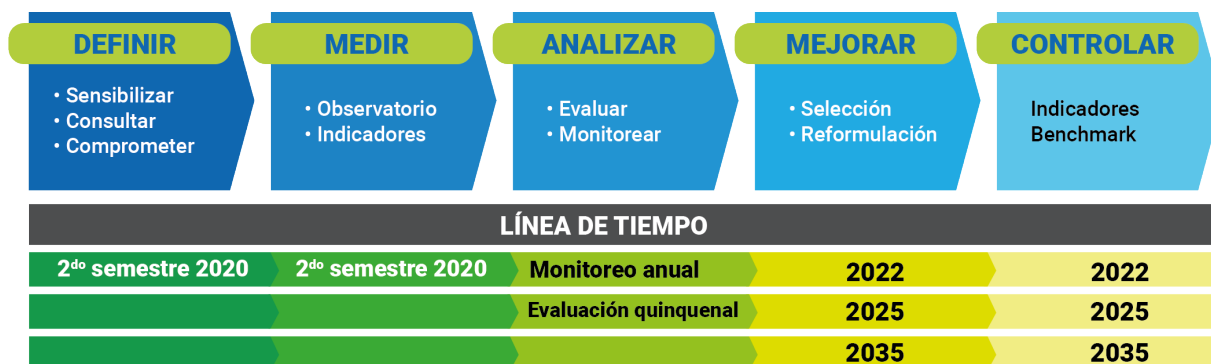 DEFINIR
• Sensibilizar
• Consultar
• Comprometer
MEDIR
• Observatorio
• Indicadores
ANALIZAR
• Evaluar
• Monitorear
MEJORAR
• Selección
• Reformulación
CONTROLAR
Indicadores
Benchmark
LÍNEA DE TIEMPO
2do semestre 2020 2do semestre 2020 Monitoreo anual 2022 2022
Evaluación quinquenal 2025 2025
2035 2035